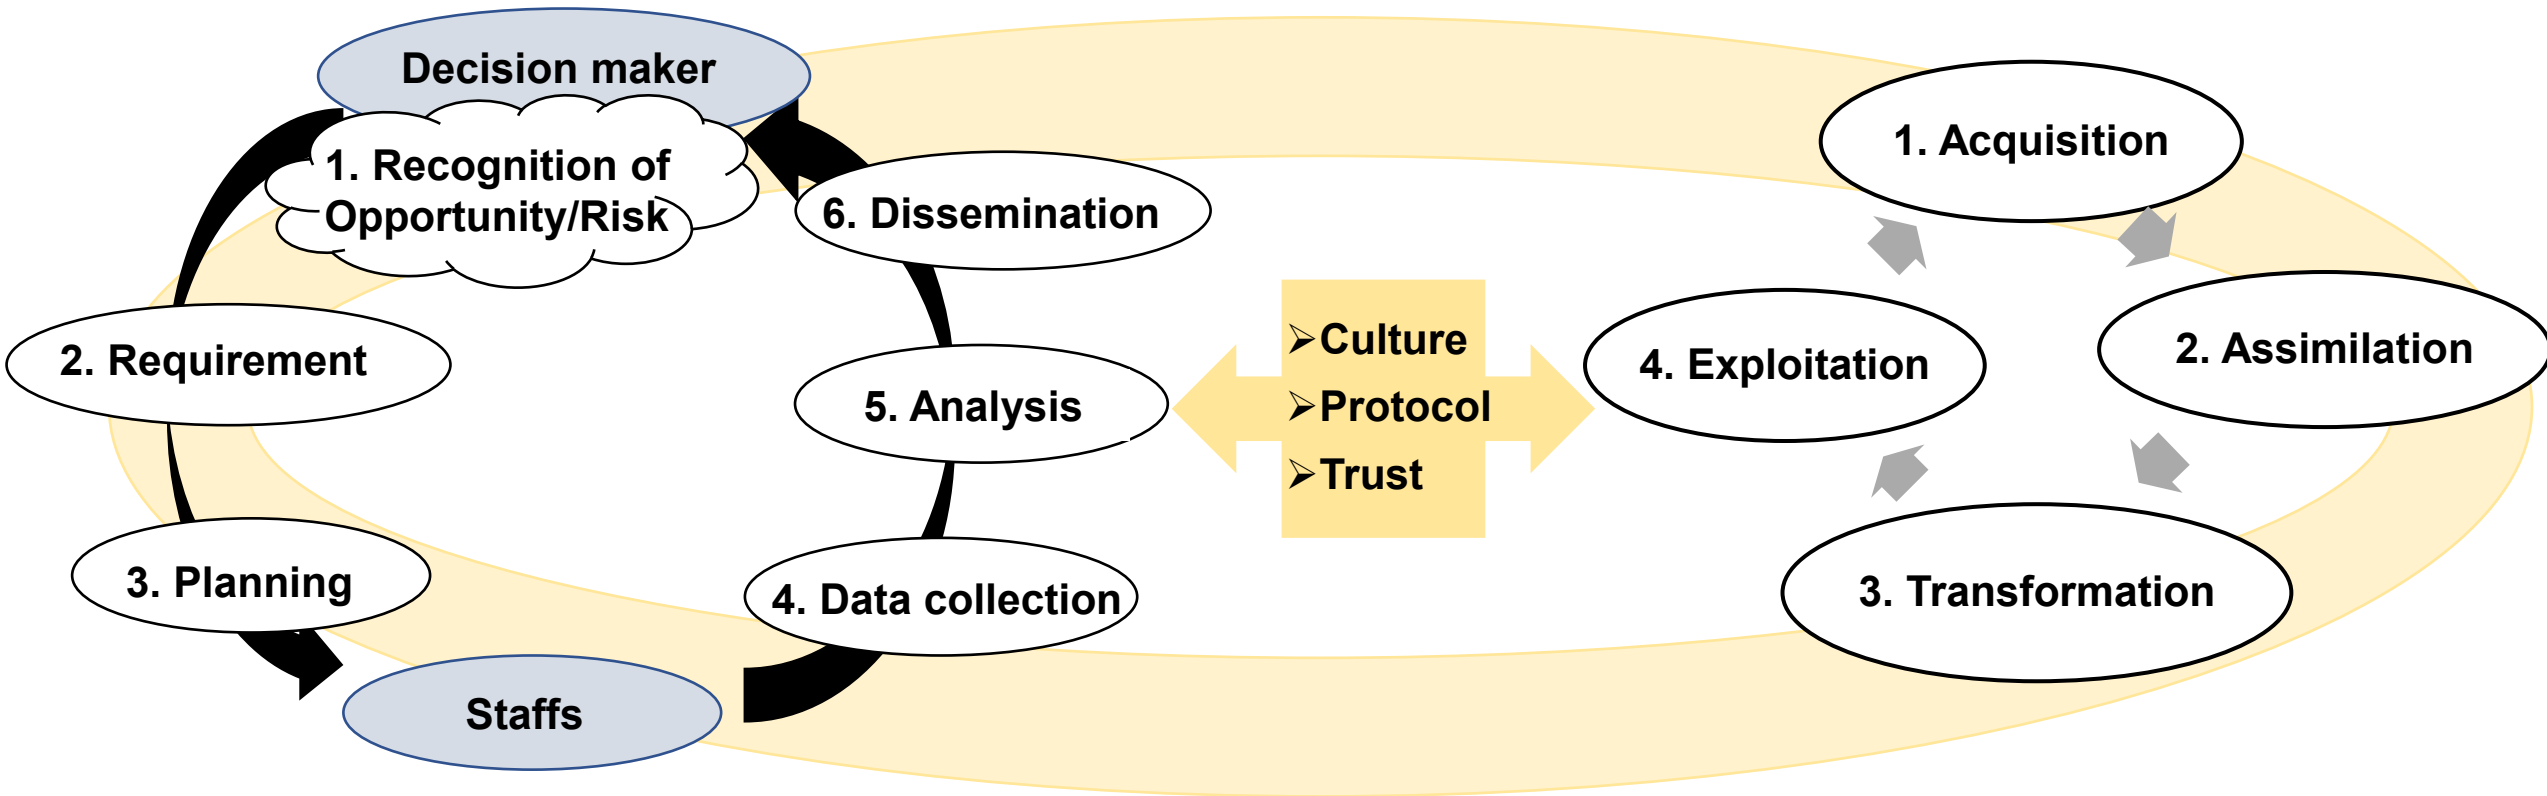 Decision maker
1. Recognition of
Opportunity/Risk
2. Requirement
3. Planning
Staffs
4. Data collection
5. Analysis
6. Dissemination
➢Culture
➢Protocol
➢Trust
1. Acquisition
2. Assimilation
3. Transformation
4. Exploitation